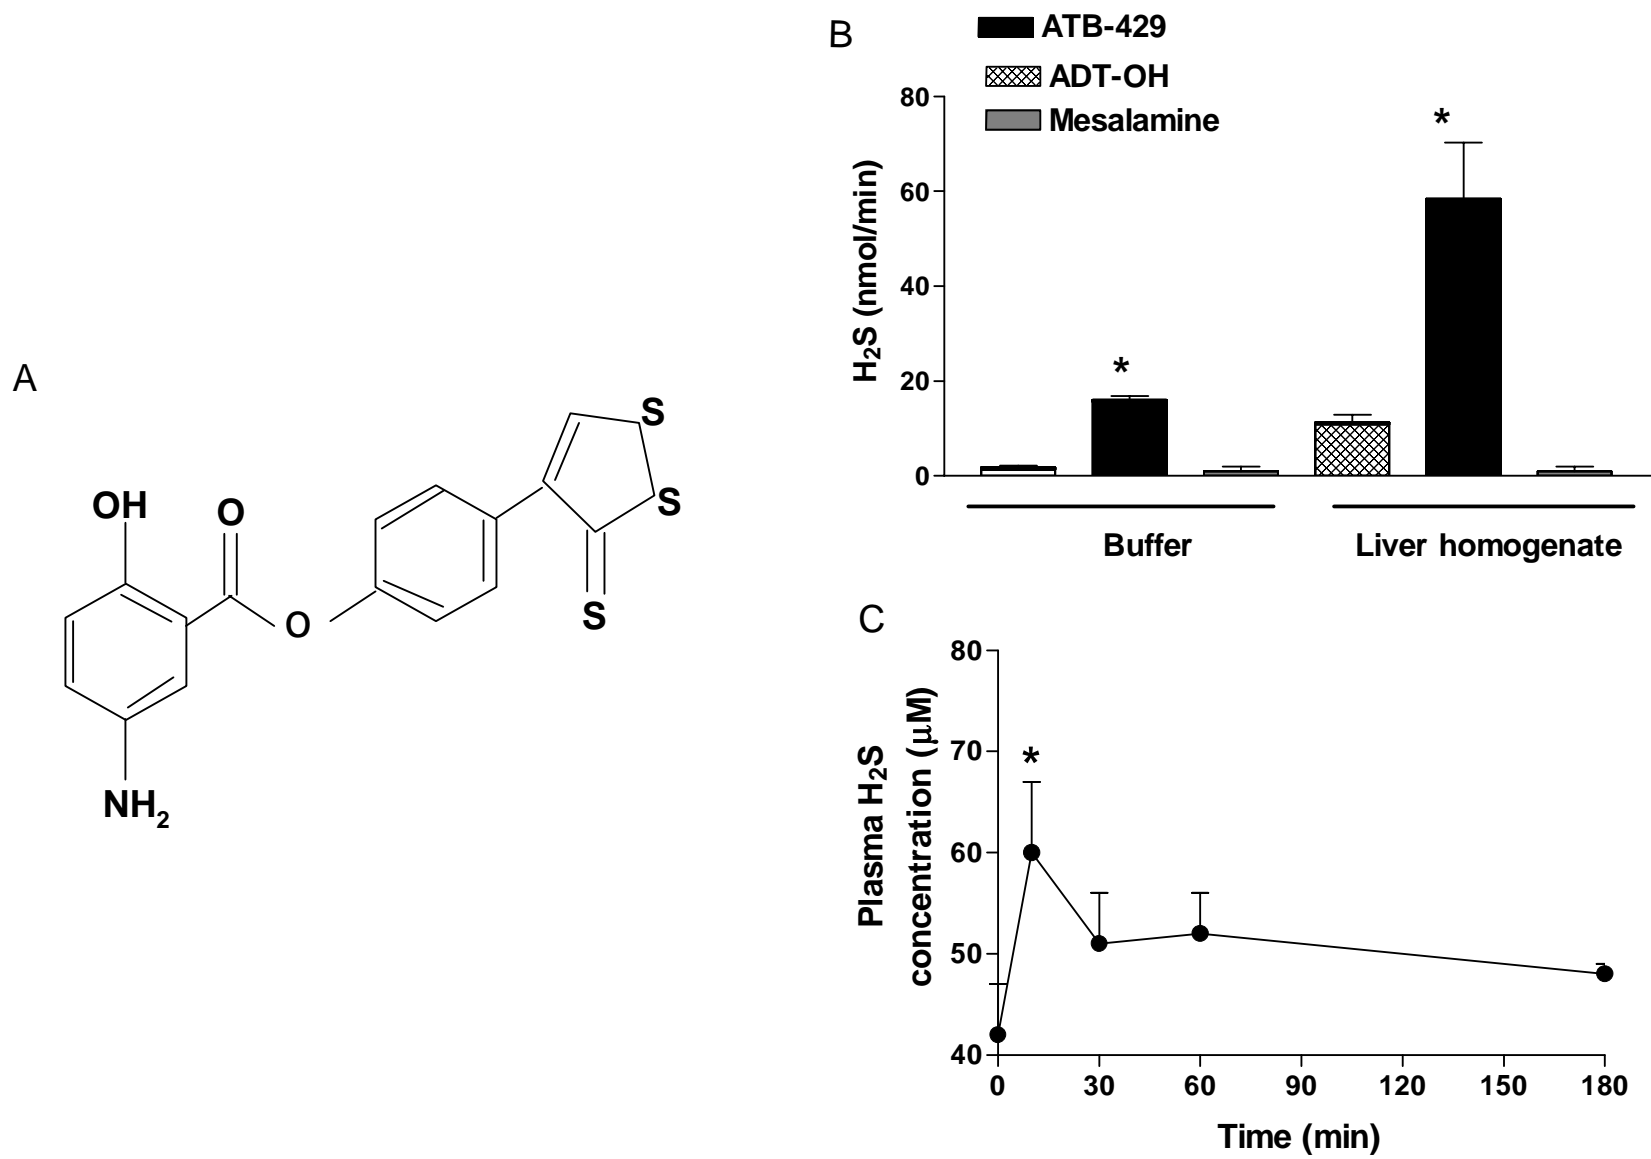 A
OH
O
O
S
S
S
NH2
B
ATB-429
ADT-OH
Mesalamine
H2S (nmol/min)
80
60
40
20
0
*
*
Buffer
Liver homogenate
C
Plasma H2S
concentration (μM)
80
70
60
50
40
*
0 30 60 90 120 150 180
Time (min)